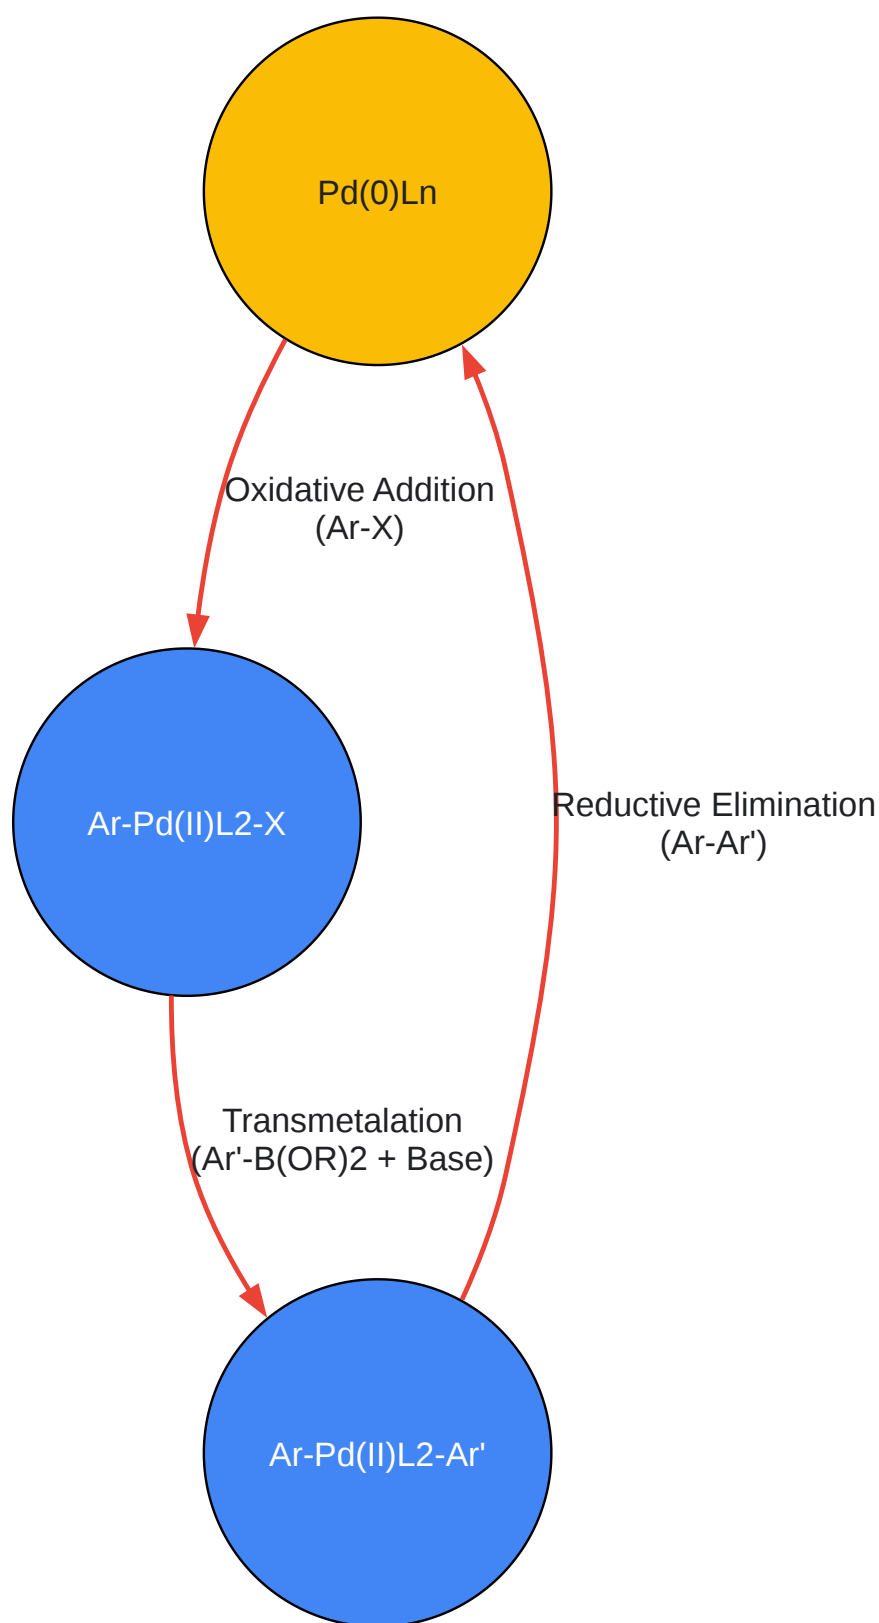 Pd(0)Ln
Oxidative Addition
(Ar-X)
Ar-Pd(II)L2-X
Reductive Elimination
(Ar-Ar')
Transmetalation
(Ar'-B(OR)2 + Base)
Ar-Pd(II)L2-Ar'